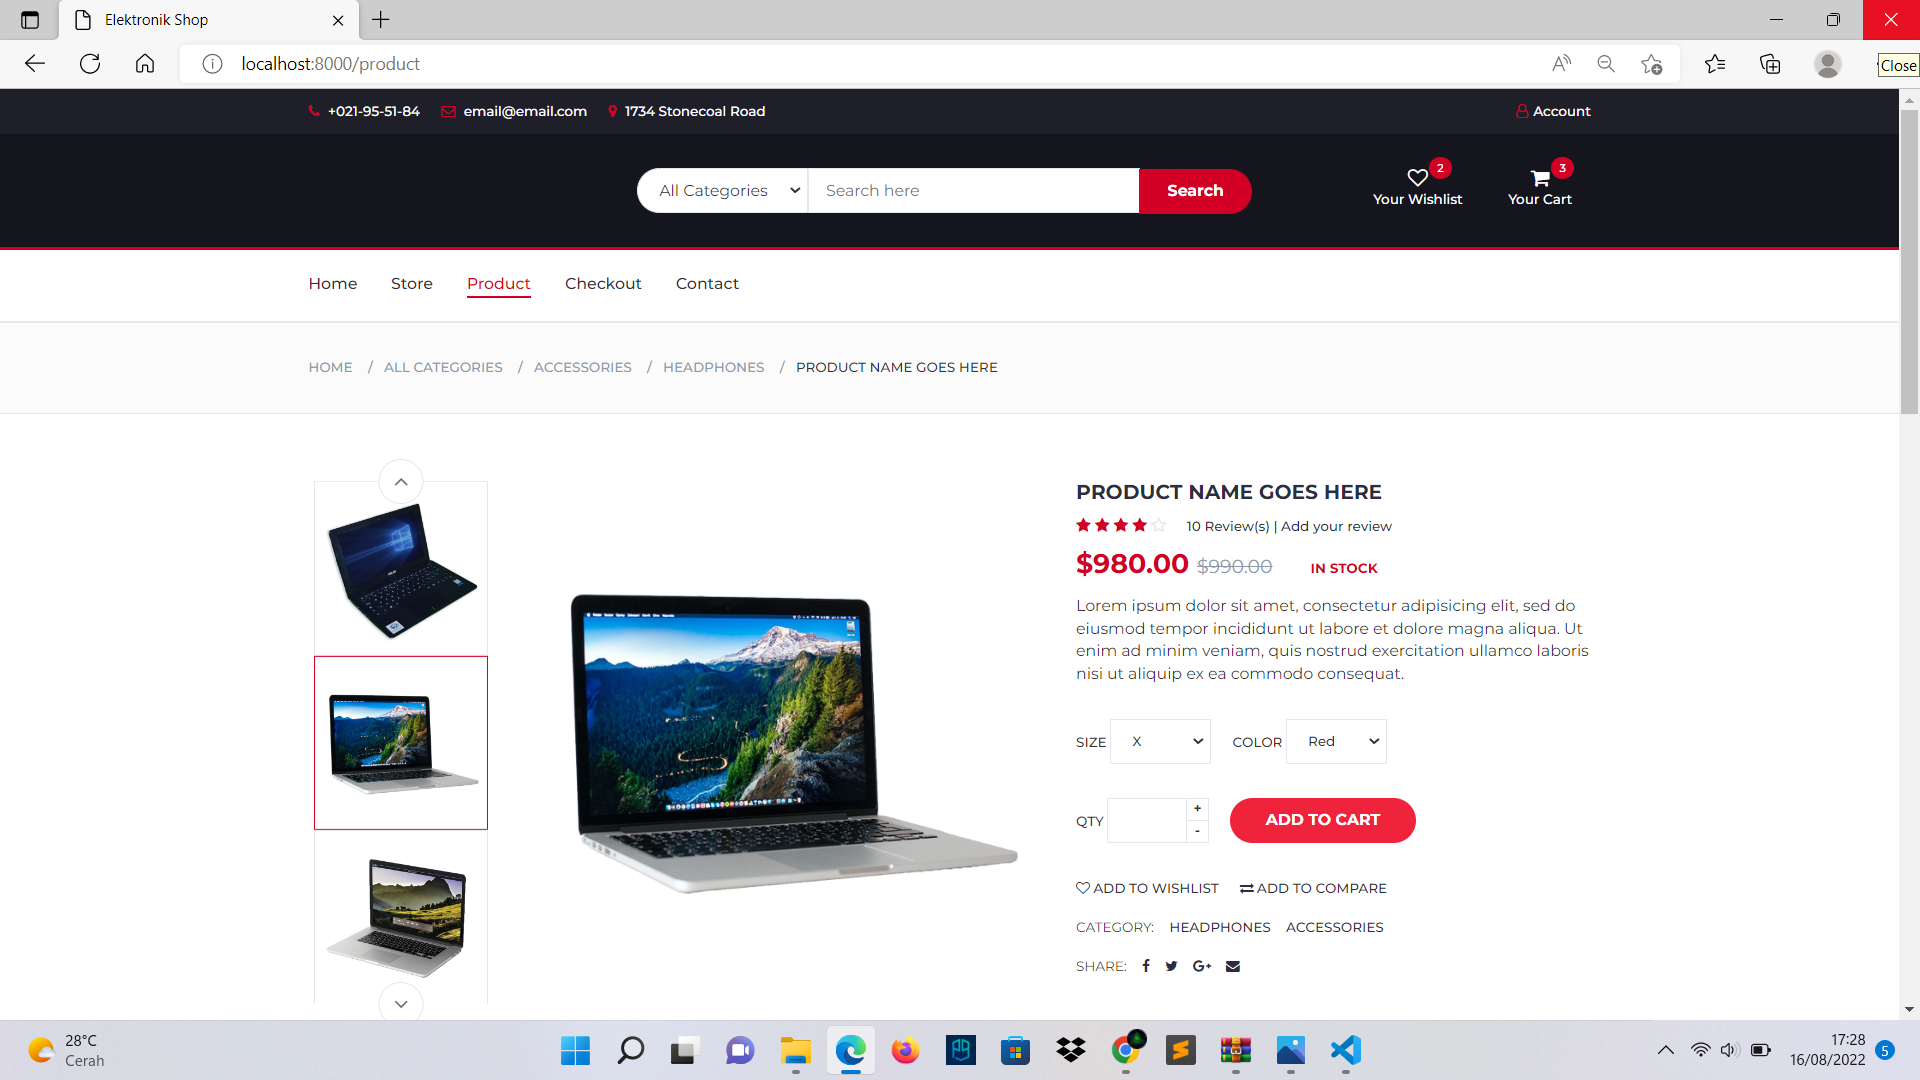 Elektronik Shop
localhost:8000/product
Close
+021-95-51-84 email@email.com 1734 Stonecoal Road Account
All Categories Search here Search
2 3
Your Wishlist Your Cart
Home Store Product Checkout Contact
HOME / ALL CATEGORIES / ACCESSORIES / HEADPHONES / PRODUCT NAME GOES HERE
PRODUCT NAME GOES HERE
10 Review(s) | Add your review
$980.00 $990.00 IN STOCK
Lorem ipsum dolor sit amet, consectetur adipisicing elit, sed do
eiusmod tempor incididunt ut labore et dolore magna aliqua. Ut
enim ad minim veniam, quis nostrud exercitation ullamco laboris
nisi ut aliquip ex ea commodo consequat.
SIZE X COLOR Red
QTY + - ADD TO CART
ADD TO WISHLIST ADD TO COMPARE
CATEGORY: HEADPHONES ACCESSORIES
SHARE:
28°C
Cerah
17:28
16/08/2022 5